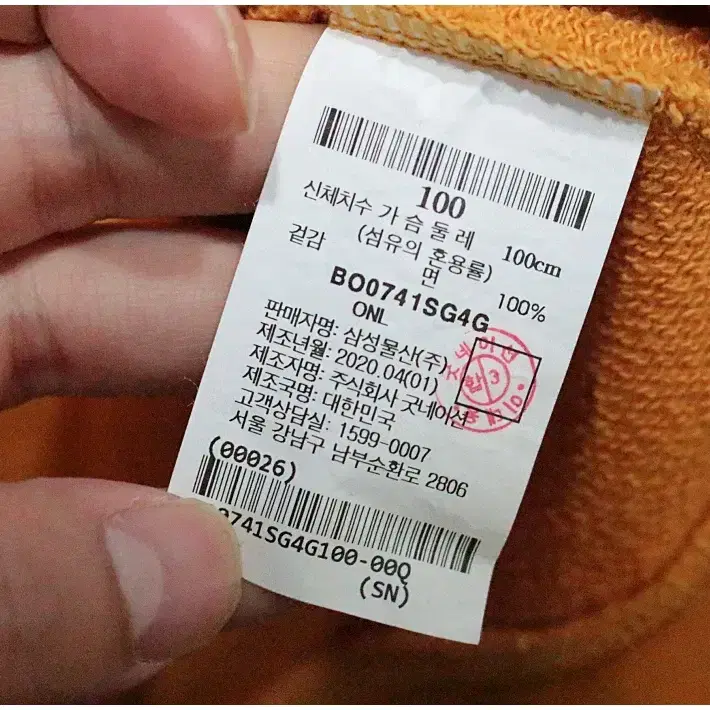 100
신체치수 가 슴 둘 레 100cm
(섬유의 혼용률)
겉감 면 100%
BO0741SG4G
ONL
판매자명: 삼성물산(주)
제조년월: 2020.04(01)
제조자명: 주식회사 굿네이션
제조국명: 대한민국
고객상담실: 1599-0007
서울 강남구 남부순환로 2806
(00026)
0741SG4G100-00Q
(SN)
3